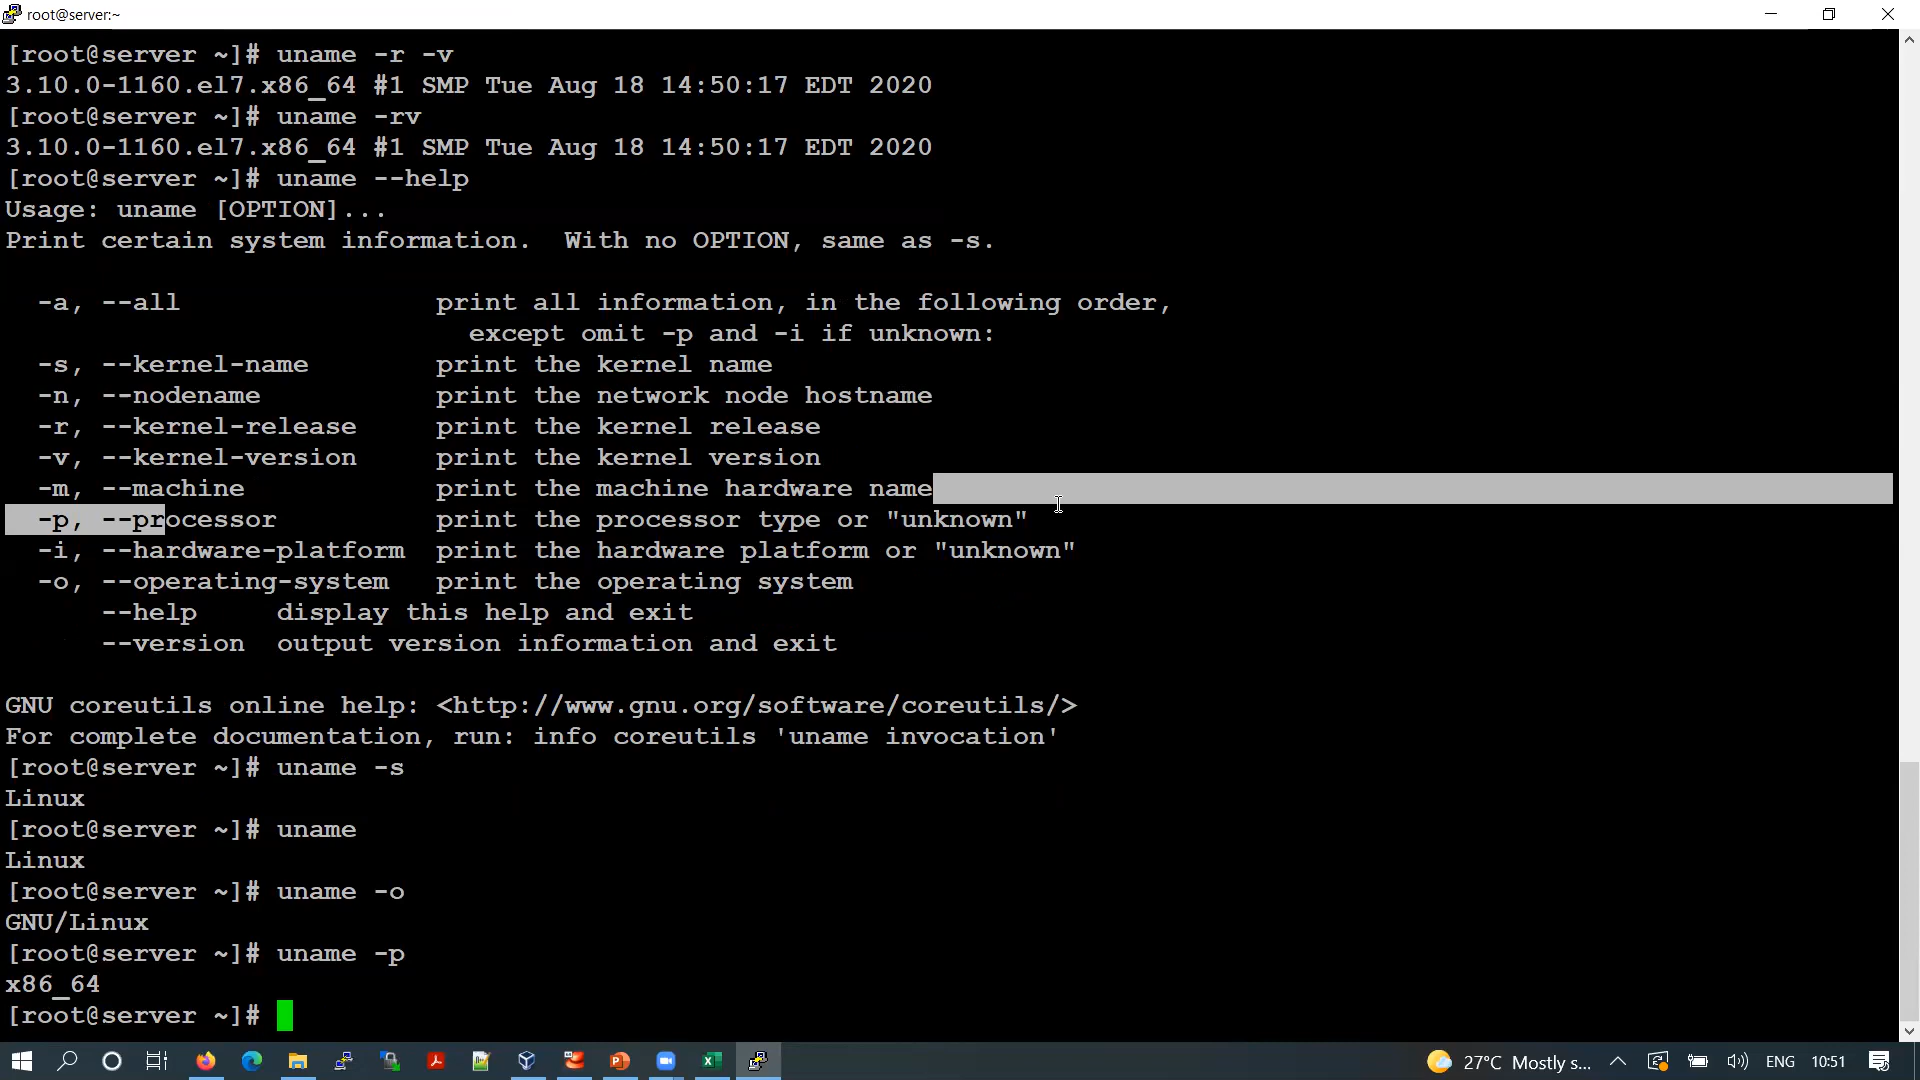 root@server:~
[root@server ~]# uname -r -v
3.10.0-1160.el7.x86_64 #1 SMP Tue Aug 18 14:50:17 EDT 2020
[root@server ~]# uname -rv
3.10.0-1160.el7.x86_64 #1 SMP Tue Aug 18 14:50:17 EDT 2020
[root@server ~]# uname --help
Usage: uname [OPTION]...
Print certain system information.  With no OPTION, same as -s.

  -a, --all                print all information, in the following order,
                             except omit -p and -i if unknown:
  -s, --kernel-name        print the kernel name
  -n, --nodename           print the network node hostname
  -r, --kernel-release     print the kernel release
  -v, --kernel-version     print the kernel version
  -m, --machine            print the machine hardware name
  -p, --processor          print the processor type or "unknown"
  -i, --hardware-platform  print the hardware platform or "unknown"
  -o, --operating-system   print the operating system
      --help     display this help and exit
      --version  output version information and exit

GNU coreutils online help: <http://www.gnu.org/software/coreutils/>
For complete documentation, run: info coreutils 'uname invocation'
[root@server ~]# uname -s
Linux
[root@server ~]# uname
Linux
[root@server ~]# uname -o
GNU/Linux
[root@server ~]# uname -p
x86_64
[root@server ~]#
27°C Mostly s... ENG 10:51